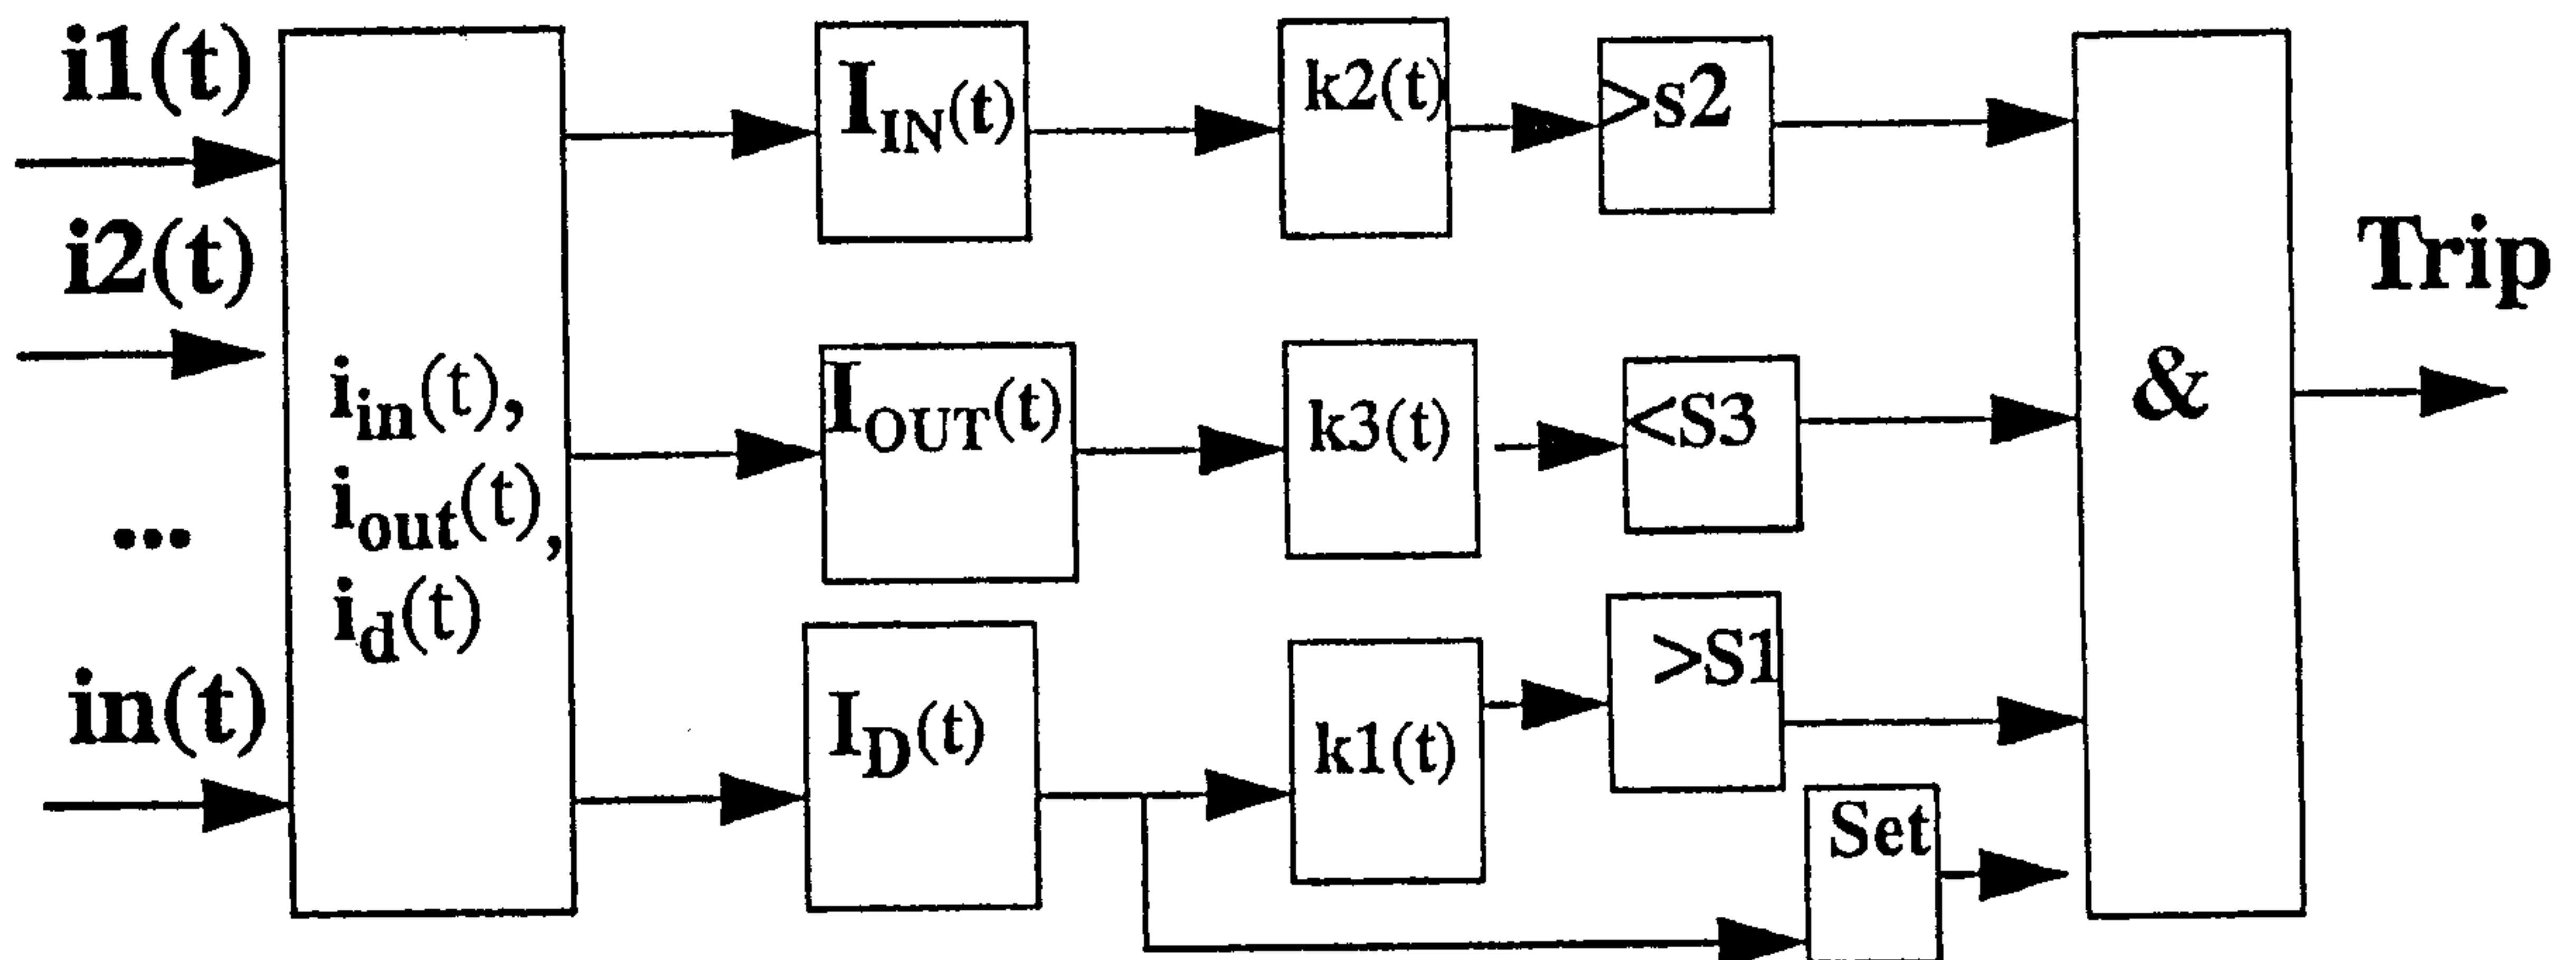 i1(t)
i2(t)
...
in(t)
i_in(t),
i_out(t),
i_d(t)
I_IN(t)
k2(t)
>s2
I_OUT(t)
k3(t)
<S3
I_D(t)
k1(t)
>S1
Set
&
Trip